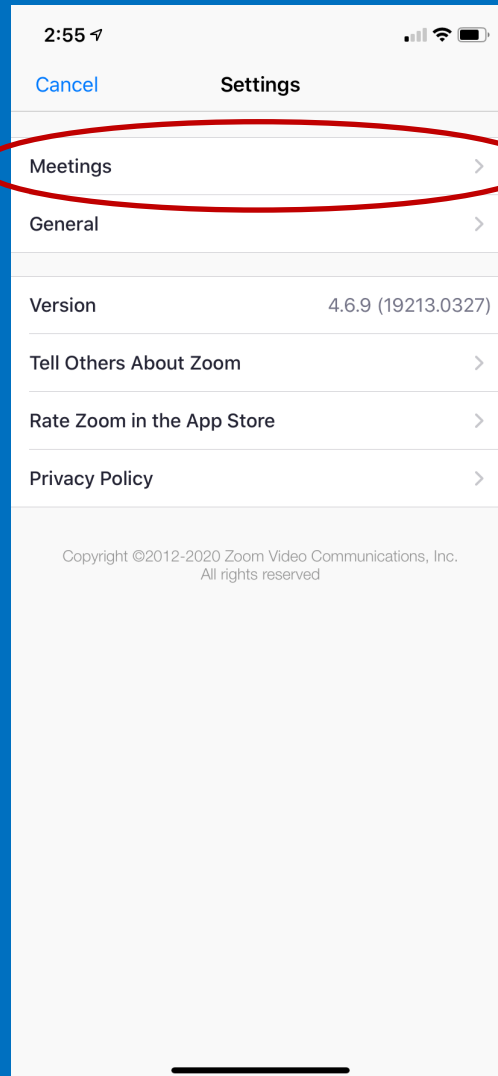 2:55
Cancel Settings
Meetings
General
Version 4.6.9 (19213.0327)
Tell Others About Zoom
Rate Zoom in the App Store
Privacy Policy
Copyright ©2012-2020 Zoom Video Communications, Inc.
All rights reserved